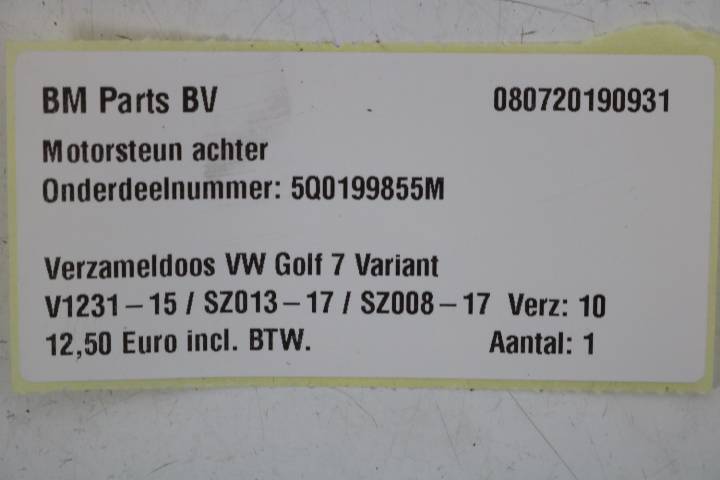 BM Parts BV 080720190931
Motorsteun achter
Onderdeelnummer: 5Q0199855M
Verzameldoos VW Golf 7 Variant
V1231-15 / SZ013-17 / SZ008-17 Verz: 10
12,50 Euro incl. BTW. Aantal: 1